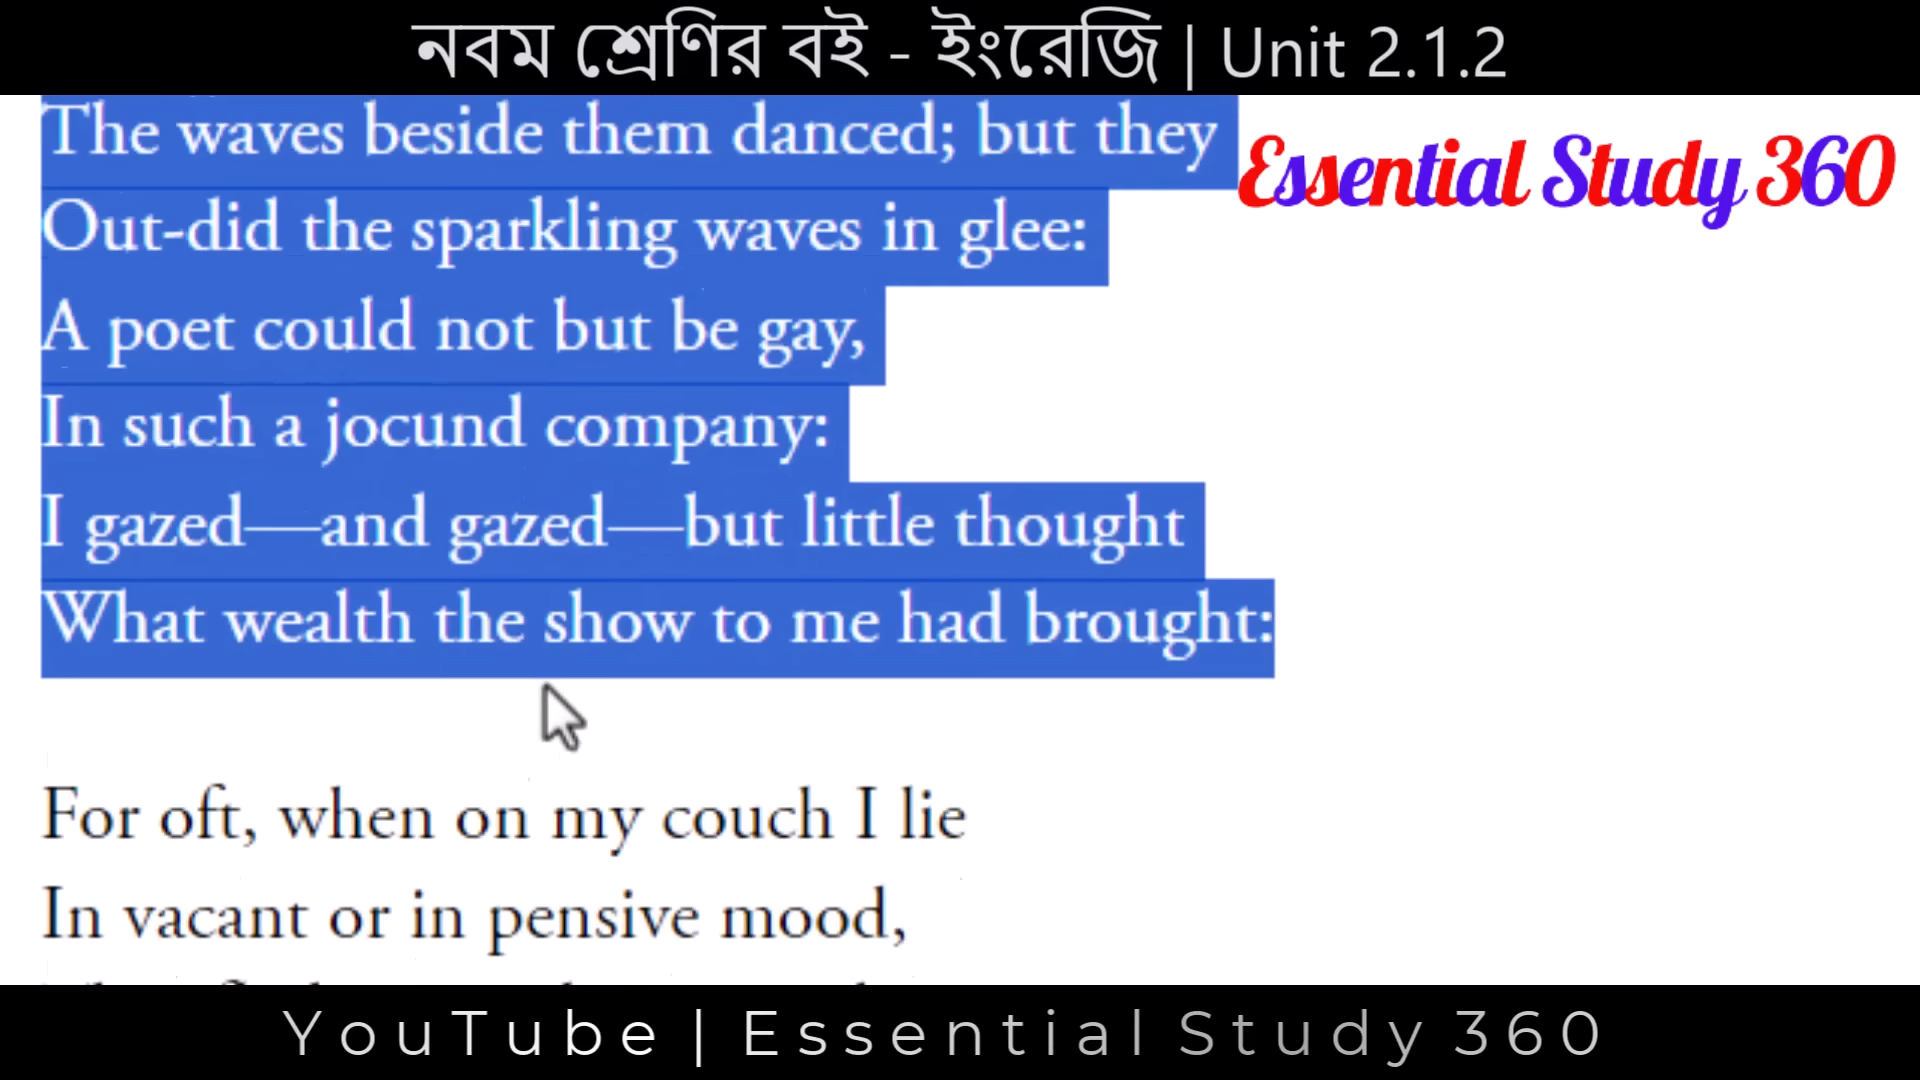 নবম শ্রেণির বই - ইংরেজি | Unit 2.1.2
The waves beside them danced; but they
Essential Study 360
Out-did the sparkling waves in glee:
A poet could not but be gay,
In such a jocund company:
I gazed—and gazed—but little thought
What wealth the show to me had brought:
For oft, when on my couch I lie
In vacant or in pensive mood,
YouTube | Essential Study 360